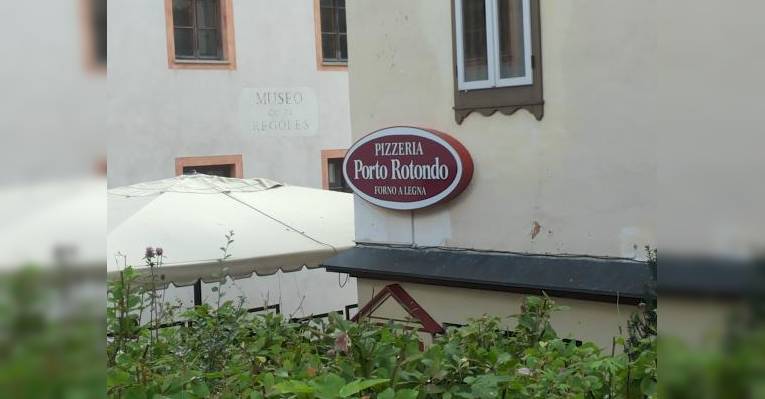 MUSEO
REGOLES
PIZZERIA
Porto Rotondo
FORNO A LEGNA